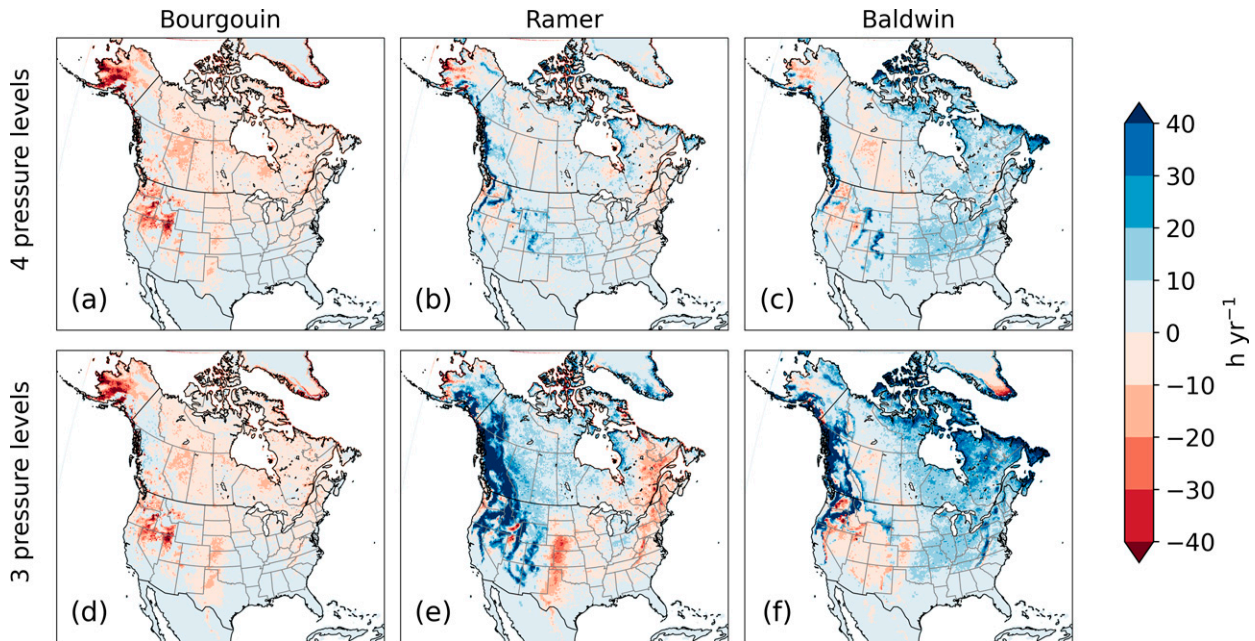 Bourgouin
Ramer
Baldwin
4 pressure levels
(a)
(b)
(c)
3 pressure levels
(d)
(e)
(f)
40
30
20
10
0
−10
−20
−30
−40
h yr⁻¹